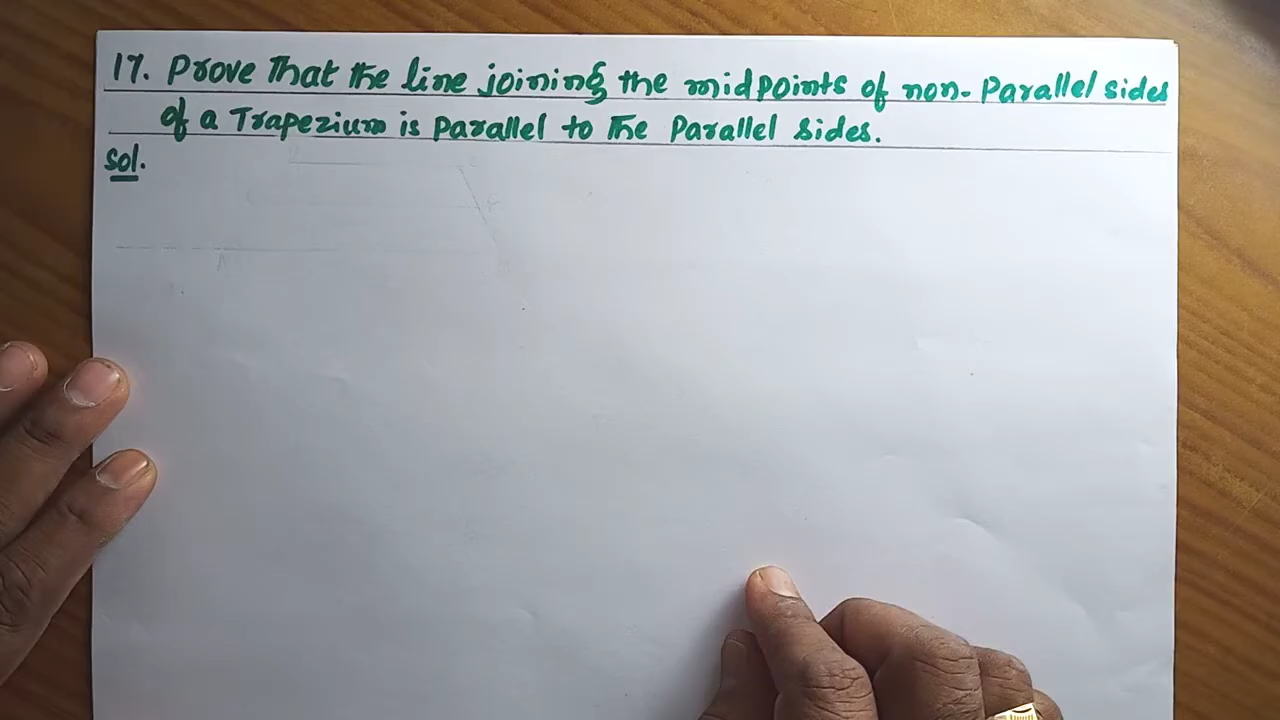 17. Prove that the line joining the midpoints of non-Parallel sides
of a Trapezium is parallel to the Parallel sides.
Sol.